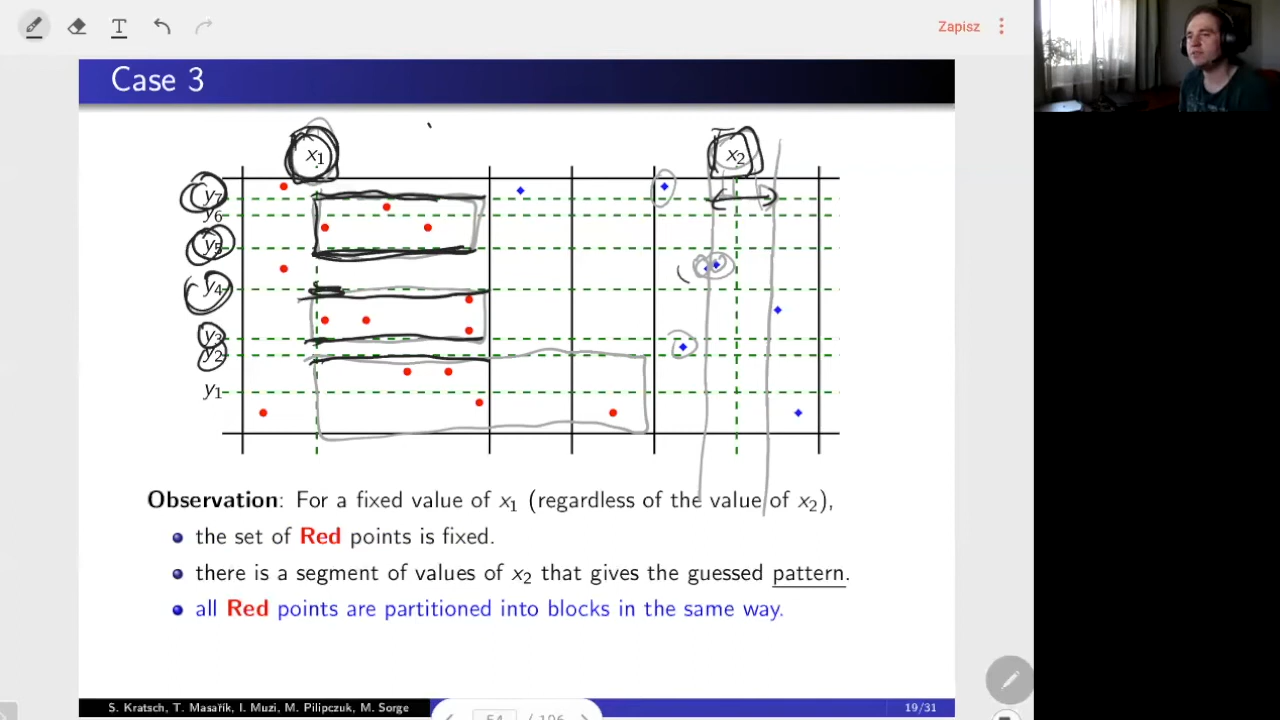 T
Zapisz
Case 3
x₁
x₂
y₇
y₆
y₅
y₄
y₃
y₂
y₁
Observation: For a fixed value of x₁ (regardless of the value of x₂),
the set of Red points is fixed.
there is a segment of values of x₂ that gives the guessed pattern.
all Red points are partitioned into blocks in the same way.
S. Kratsch, T. Masařík, I. Muzi, M. Pilipczuk, M. Sorge
54 / 106
19/31